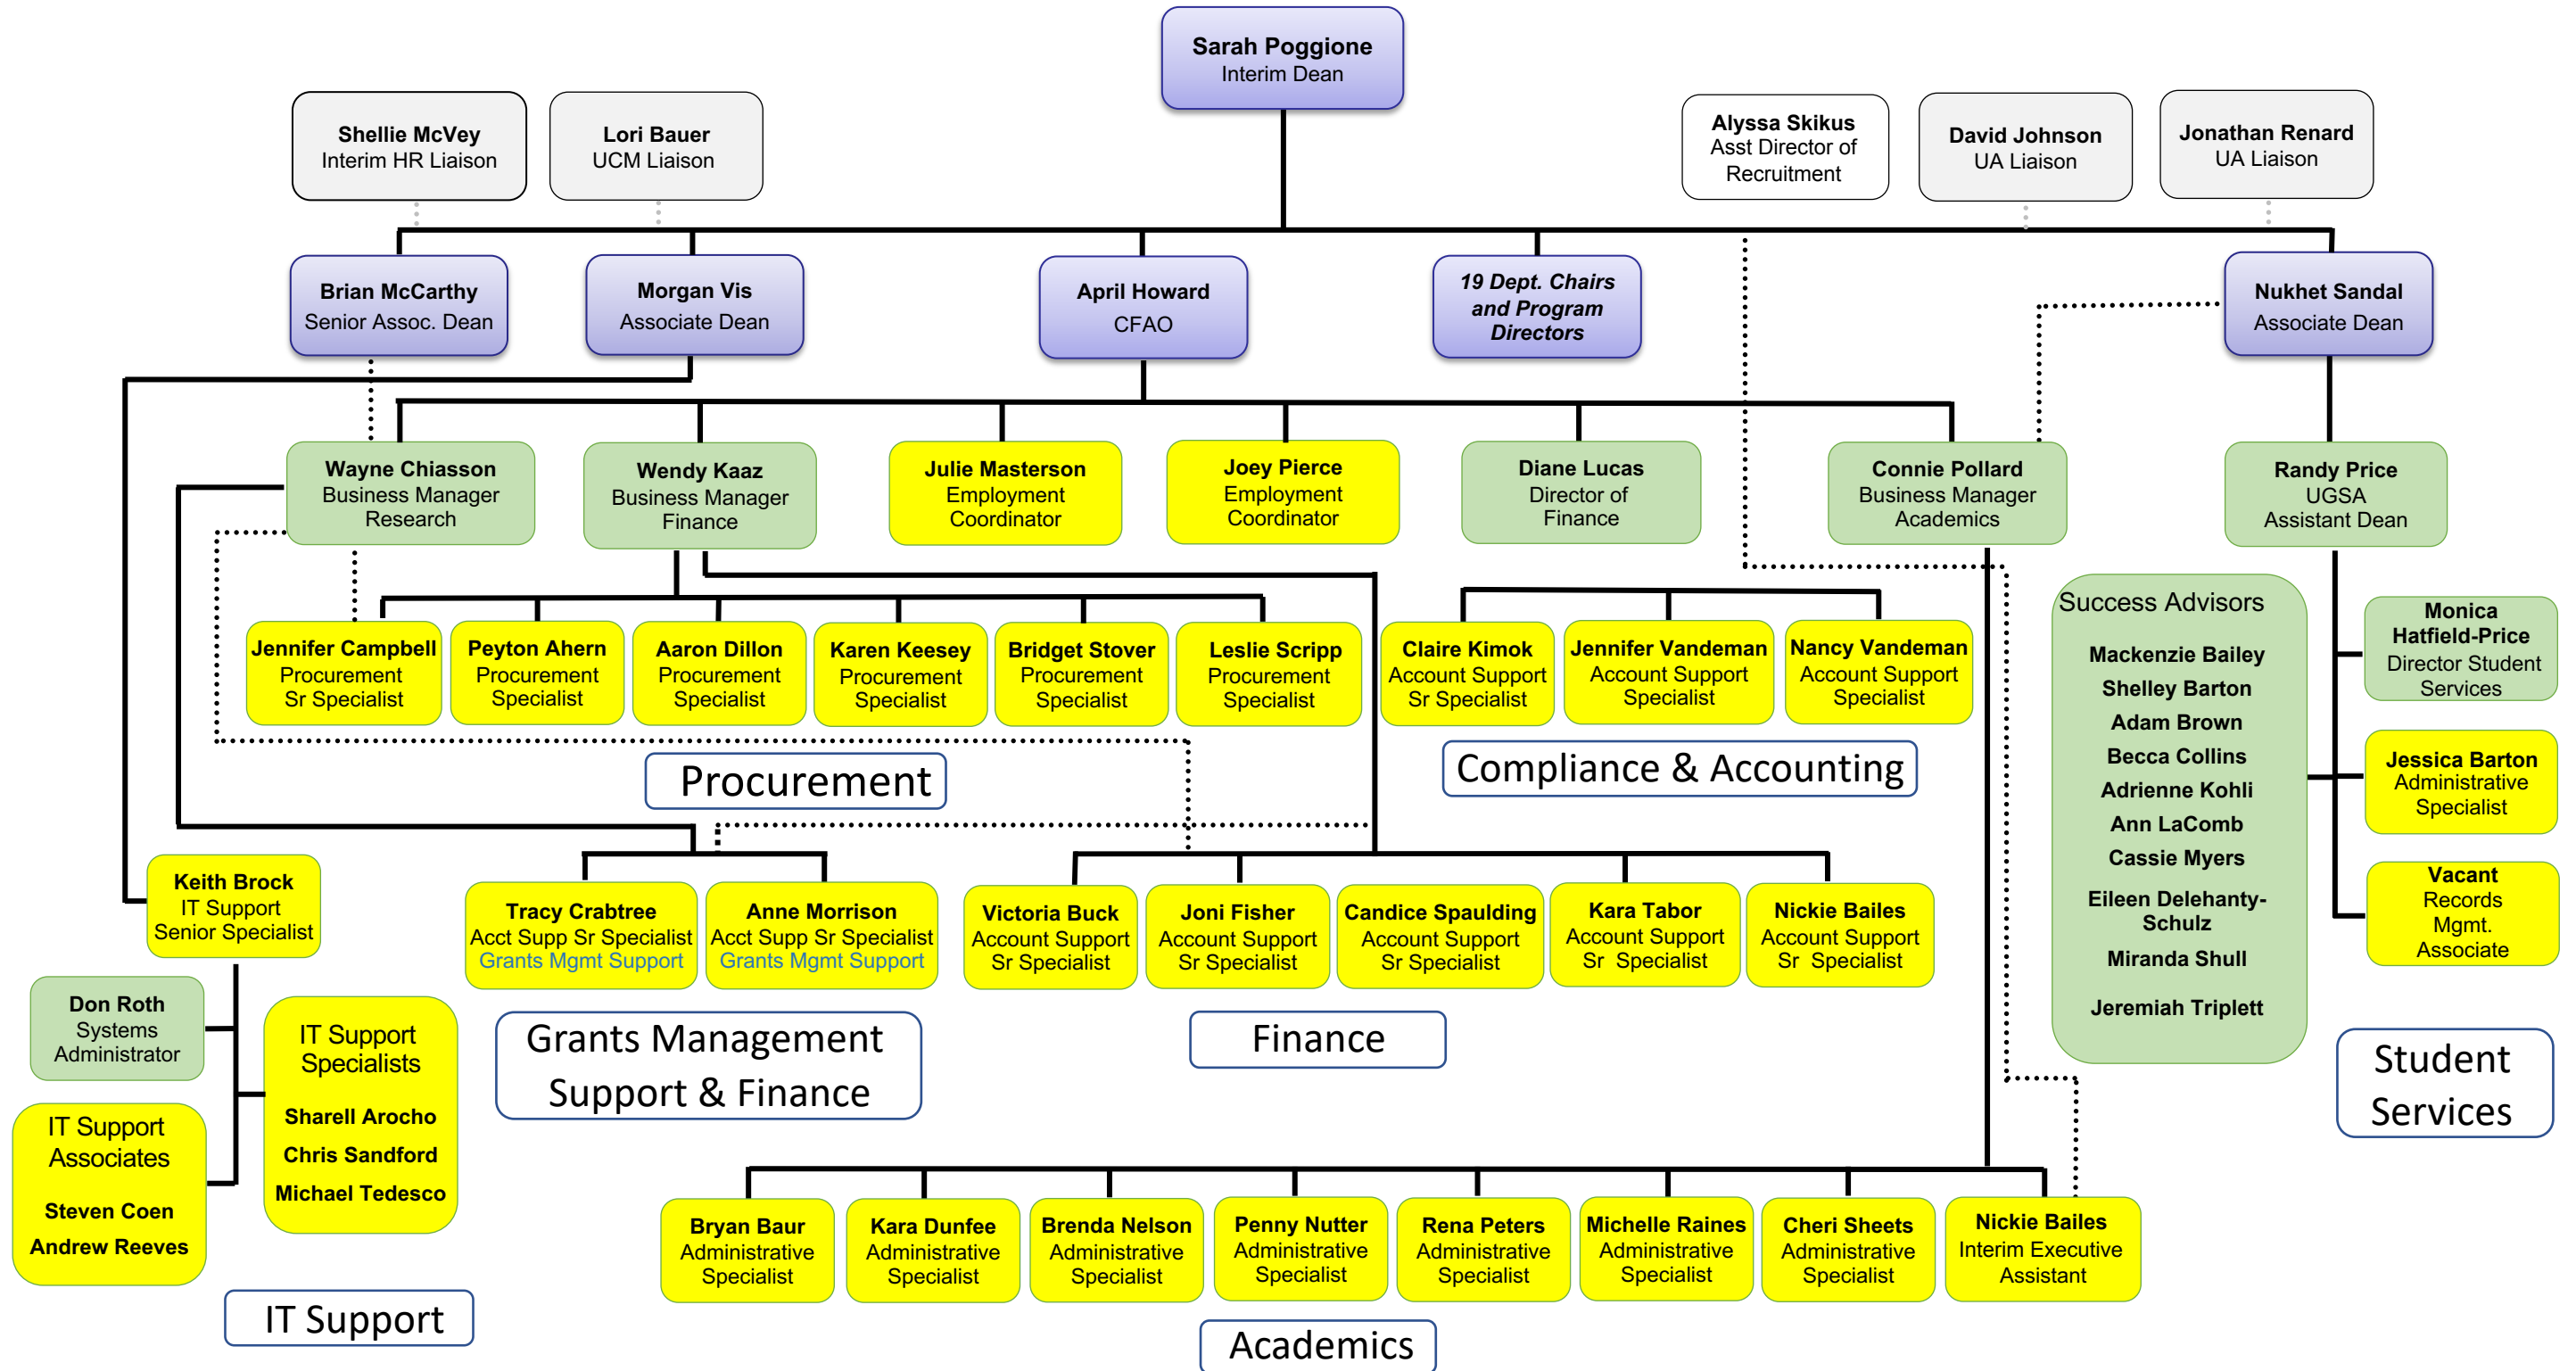 Sarah Poggione
Interim Dean
Shellie McVey
Interim HR Liaison
Lori Bauer
UCM Liaison
Alyssa Skikus
Asst Director of
Recruitment
David Johnson
UA Liaison
Jonathan Renard
UA Liaison
Brian McCarthy
Senior Assoc. Dean
Morgan Vis
Associate Dean
April Howard
CFAO
19 Dept. Chairs
and Program
Directors
Nukhet Sandal
Associate Dean
Wayne Chiasson
Business Manager
Research
Wendy Kaaz
Business Manager
Finance
Julie Masterson
Employment
Coordinator
Joey Pierce
Employment
Coordinator
Diane Lucas
Director of
Finance
Connie Pollard
Business Manager
Academics
Randy Price
UGSA
Assistant Dean
Jennifer Campbell
Procurement
Sr Specialist
Peyton Ahern
Procurement
Specialist
Aaron Dillon
Procurement
Specialist
Karen Keesey
Procurement
Specialist
Bridget Stover
Procurement
Specialist
Leslie Scripp
Procurement
Specialist
Claire Kimok
Account Support
Sr Specialist
Jennifer Vandeman
Account Support
Specialist
Nancy Vandeman
Account Support
Specialist
Success Advisors
Mackenzie Bailey
Shelley Barton
Adam Brown
Becca Collins
Adrienne Kohli
Ann LaComb
Cassie Myers
Eileen Delehanty-
Schulz
Miranda Shull
Jeremiah Triplett
Monica
Hatfield-Price
Director Student
Services
Jessica Barton
Administrative
Specialist
Vacant
Records
Mgmt.
Associate
Procurement
Compliance & Accounting
Keith Brock
IT Support
Senior Specialist
Tracy Crabtree
Acct Supp Sr Specialist
Grants Mgmt Support
Anne Morrison
Acct Supp Sr Specialist
Grants Mgmt Support
Victoria Buck
Account Support
Sr Specialist
Joni Fisher
Account Support
Sr Specialist
Candice Spaulding
Account Support
Sr Specialist
Kara Tabor
Account Support
Sr Specialist
Nickie Bailes
Account Support
Sr Specialist
Don Roth
Systems
Administrator
IT Support
Specialists
Sharell Arocho
Chris Sandford
Michael Tedesco
IT Support
Associates
Steven Coen
Andrew Reeves
Grants Management
Support & Finance
Finance
Student
Services
Bryan Baur
Administrative
Specialist
Kara Dunfee
Administrative
Specialist
Brenda Nelson
Administrative
Specialist
Penny Nutter
Administrative
Specialist
Rena Peters
Administrative
Specialist
Michelle Raines
Administrative
Specialist
Cheri Sheets
Administrative
Specialist
Nickie Bailes
Interim Executive
Assistant
IT Support
Academics